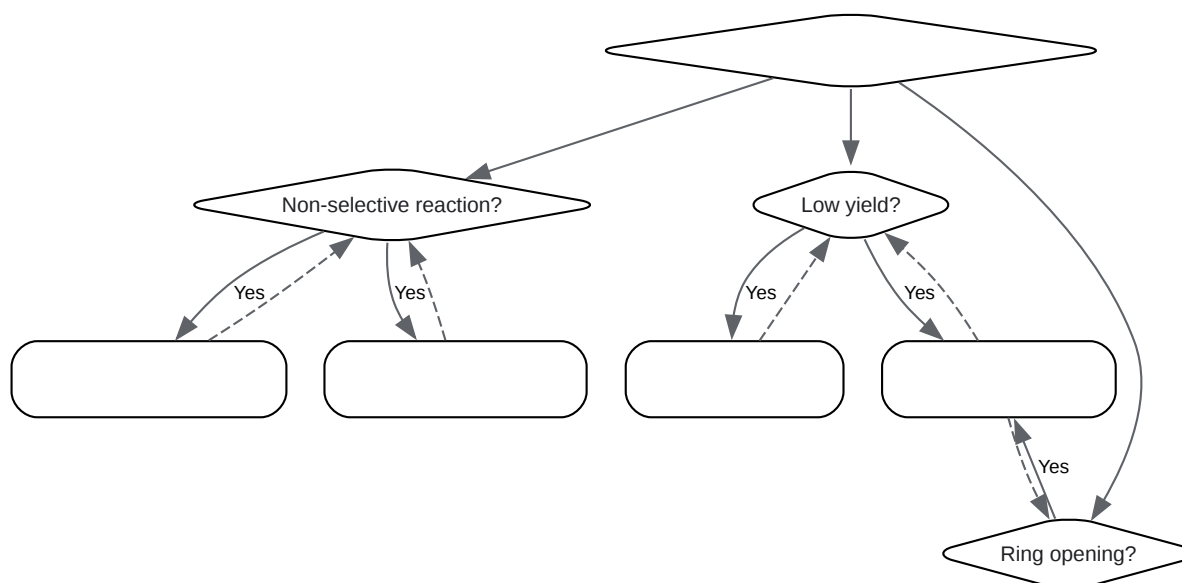 Non-selective reaction?
Low yield?
Yes
Yes
Yes
Yes
Yes
Ring opening?